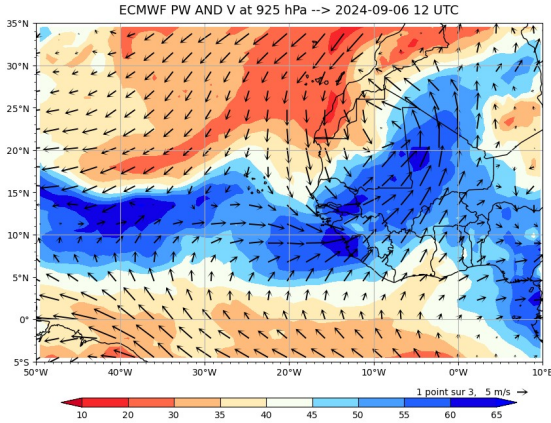 ECMWF PW AND V at 925 hPa --> 2024-09-06 12 UTC
35°N
30°N
25°N
20°N
15°N
10°N
5°N
0°
5°S
50°W 40°W 30°W 20°W 10°W 0°W 10°E
1 point sur 3, 5 m/s
10 20 30 35 40 45 50 55 60 65